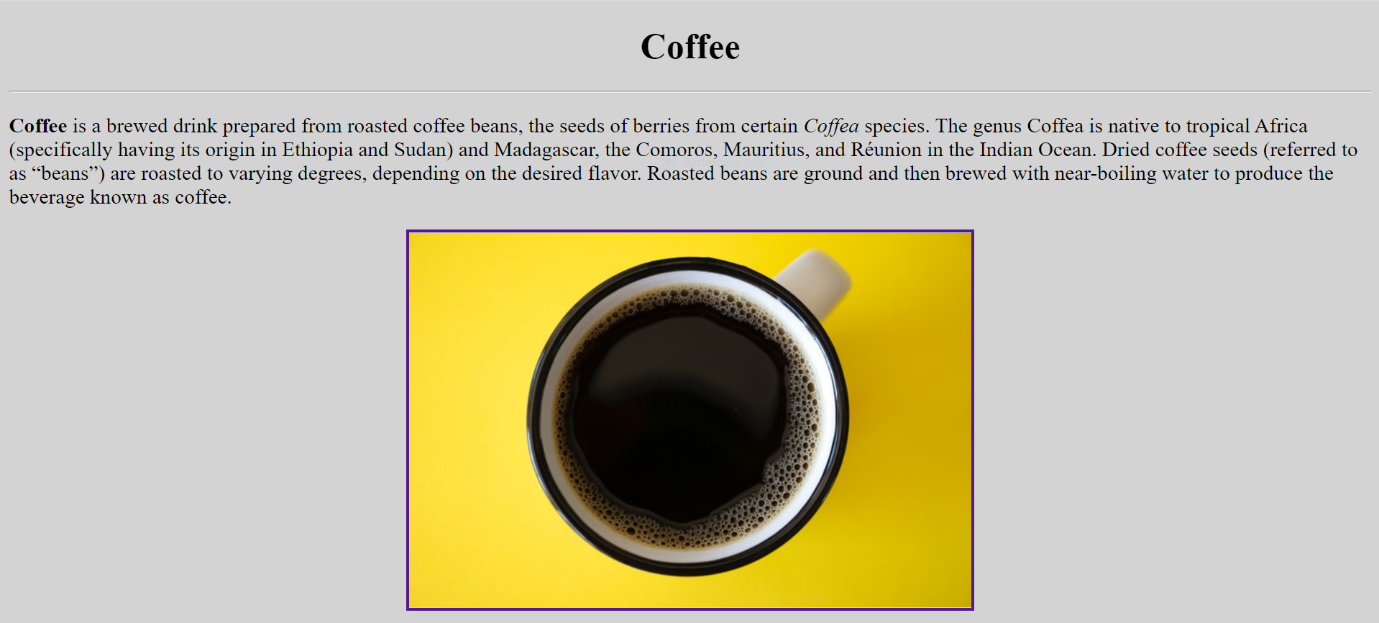 Coffee
Coffee is a brewed drink prepared from roasted coffee beans, the seeds of berries from certain Coffea species. The genus Coffea is native to tropical Africa
(specifically having its origin in Ethiopia and Sudan) and Madagascar, the Comoros, Mauritius, and Réunion in the Indian Ocean. Dried coffee seeds (referred to
as “beans”) are roasted to varying degrees, depending on the desired flavor. Roasted beans are ground and then brewed with near-boiling water to produce the
beverage known as coffee.